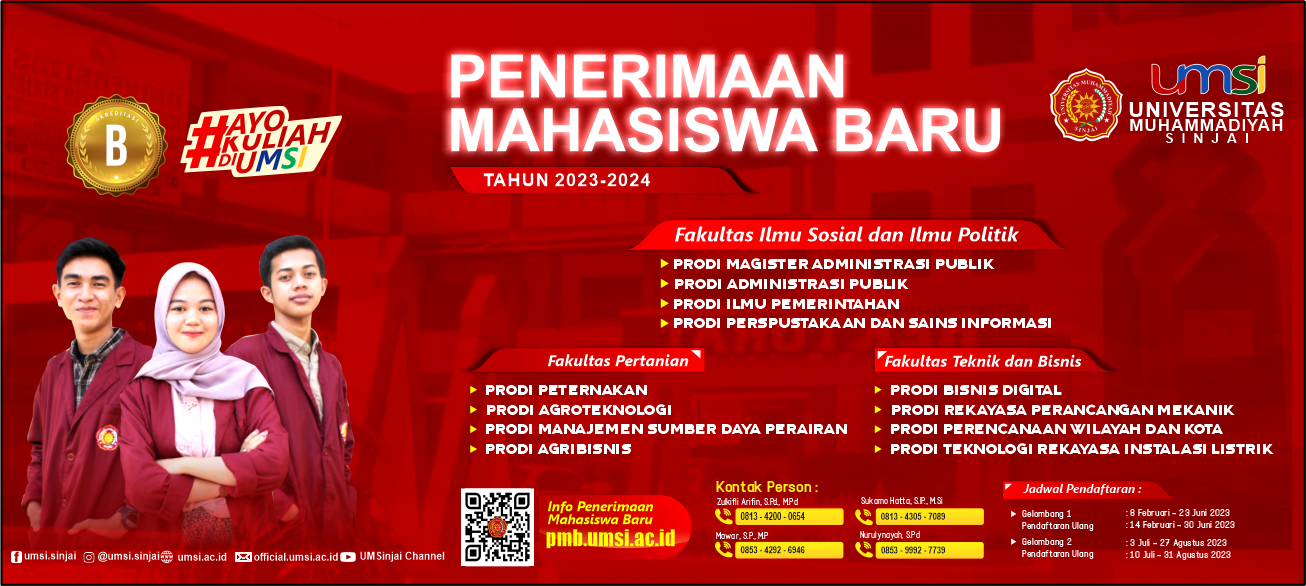 AKREDITASI
B
#AYO
KULIAH
DI UMSI
PENERIMAAN
MAHASISWA BARU
TAHUN 2023-2024
UNIVERSITAS MUHAMMADIYAH
SINJAI
umsi
UNIVERSITAS
MUHAMMADIYAH
SINJAI
Fakultas Ilmu Sosial dan Ilmu Politik
PRODI MAGISTER ADMINISTRASI PUBLIK
PRODI ADMINISTRASI PUBLIK
PRODI ILMU PEMERINTAHAN
PRODI PERSPUSTAKAAN DAN SAINS INFORMASI
Fakultas Pertanian
PRODI PETERNAKAN
PRODI AGROTEKNOLOGI
PRODI MANAJEMEN SUMBER DAYA PERAIRAN
PRODI AGRIBISNIS
Fakultas Teknik dan Bisnis
PRODI BISNIS DIGITAL
PRODI REKAYASA PERANCANGAN MEKANIK
PRODI PERENCANAAN WILAYAH DAN KOTA
PRODI TEKNOLOGI REKAYASA INSTALASI LISTRIK
Info Penerimaan
Mahasiswa Baru
pmb.umsi.ac.id
Kontak Person :
Zulkifli Arifin, S.Pd., M.Pd
0813 - 4200 - 0654
Sukarno Hatta, S.IP., M.Si
0813 - 4305 - 7089
Mawar, S.P., MP
0853 - 4292 - 6946
Nurulynayah, S.Pd
0853 - 9992 - 7739
Jadwal Pendaftaran :
Gelombang 1 : 8 Februari – 23 Juni 2023
Pendaftaran Ulang : 14 Februari – 30 Juni 2023
Gelombang 2 : 3 Juli – 27 Agustus 2023
Pendaftaran Ulang : 10 Juli – 31 Agustus 2023
umsi.sinjai @umsi.sinjai umsi.ac.id official.umsi.ac.id UMSinjai Channel